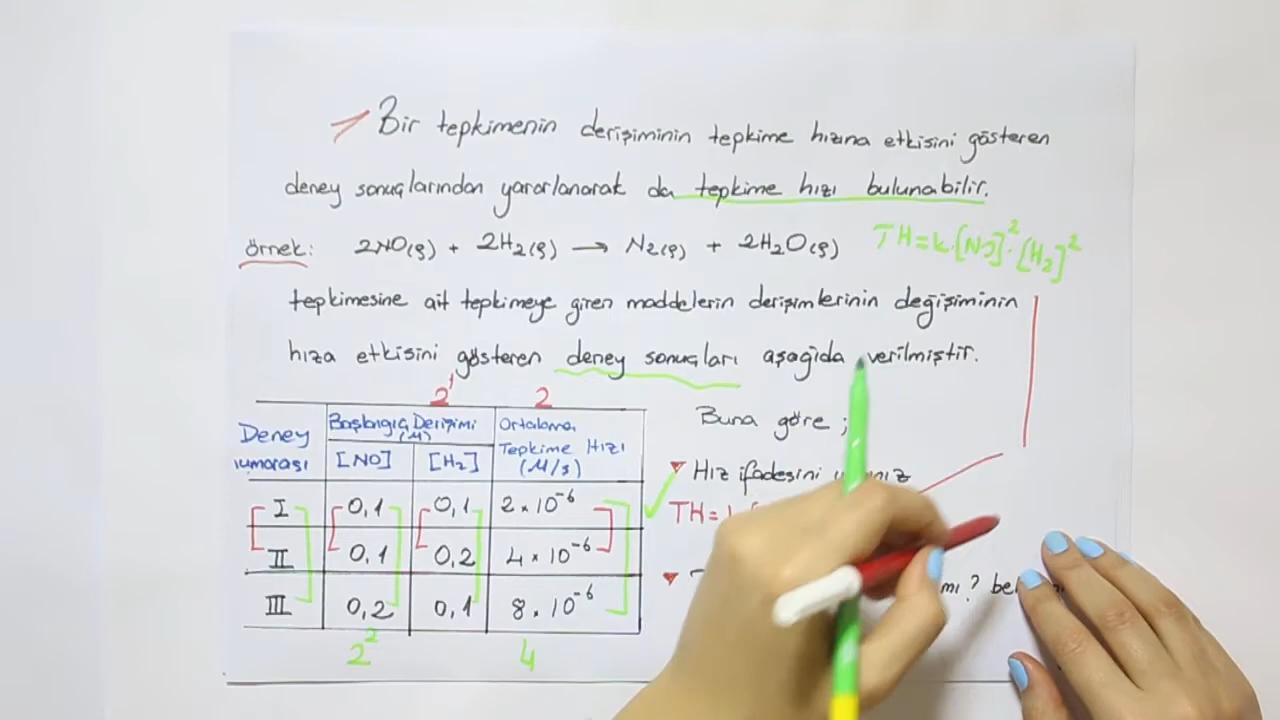 Bir tepkimenin derişiminin tepkime hızına etkisini gösteren
deney sonuçlarından yararlanarak da tepkime hızı bulunabilir.
örnek: 2NO(g) + 2H₂(g) → N₂(g) + 2H₂O(g) TH=k.[NO]².[H₂]²
tepkimesine ait tepkimeye giren maddelerin derişimlerinin değişiminin
hıza etkisini gösteren deney sonuçları aşağıda verilmiştir.
2¹ 2
Deney numarası
Başlangıç Derişimi (M)
[NO] [H₂]
Ortalama Tepkime Hızı (M/s)
I 0,1 0,1 2×10⁻⁶
II 0,1 0,2 4×10⁻⁶
III 0,2 0,1 8.10⁻⁶
2² 4
Buna göre;
Hız ifadesini
TH=
mı?